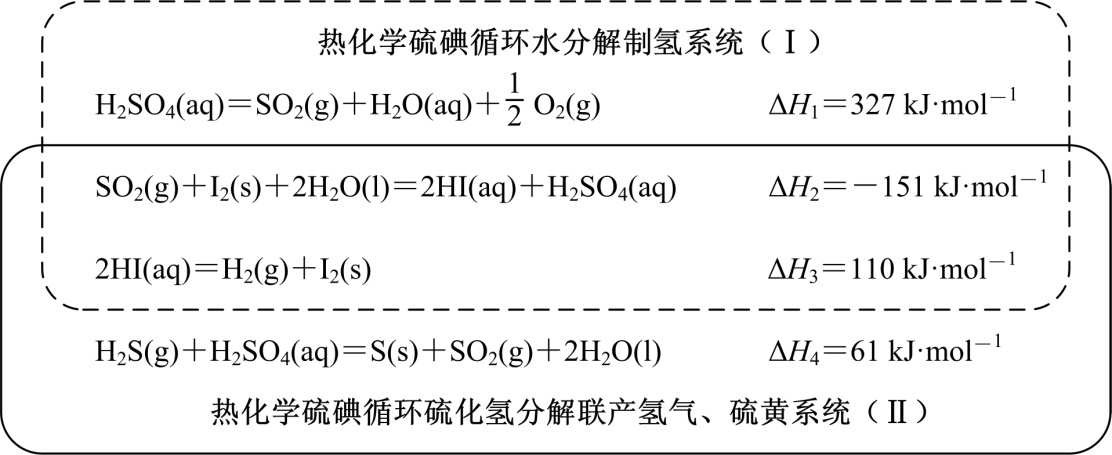 热化学硫碘循环水分解制氢系统（Ⅰ）
H₂SO₄(aq)＝SO₂(g)＋H₂O(aq)＋1/2 O₂(g) ΔH₁＝327 kJ·mol⁻¹
SO₂(g)＋I₂(s)＋2H₂O(l)＝2HI(aq)＋H₂SO₄(aq) ΔH₂＝－151 kJ·mol⁻¹
2HI(aq)＝H₂(g)＋I₂(s) ΔH₃＝110 kJ·mol⁻¹
H₂S(g)＋H₂SO₄(aq)＝S(s)＋SO₂(g)＋2H₂O(l) ΔH₄＝61 kJ·mol⁻¹
热化学硫碘循环硫化氢分解联产氢气、硫黄系统（Ⅱ）